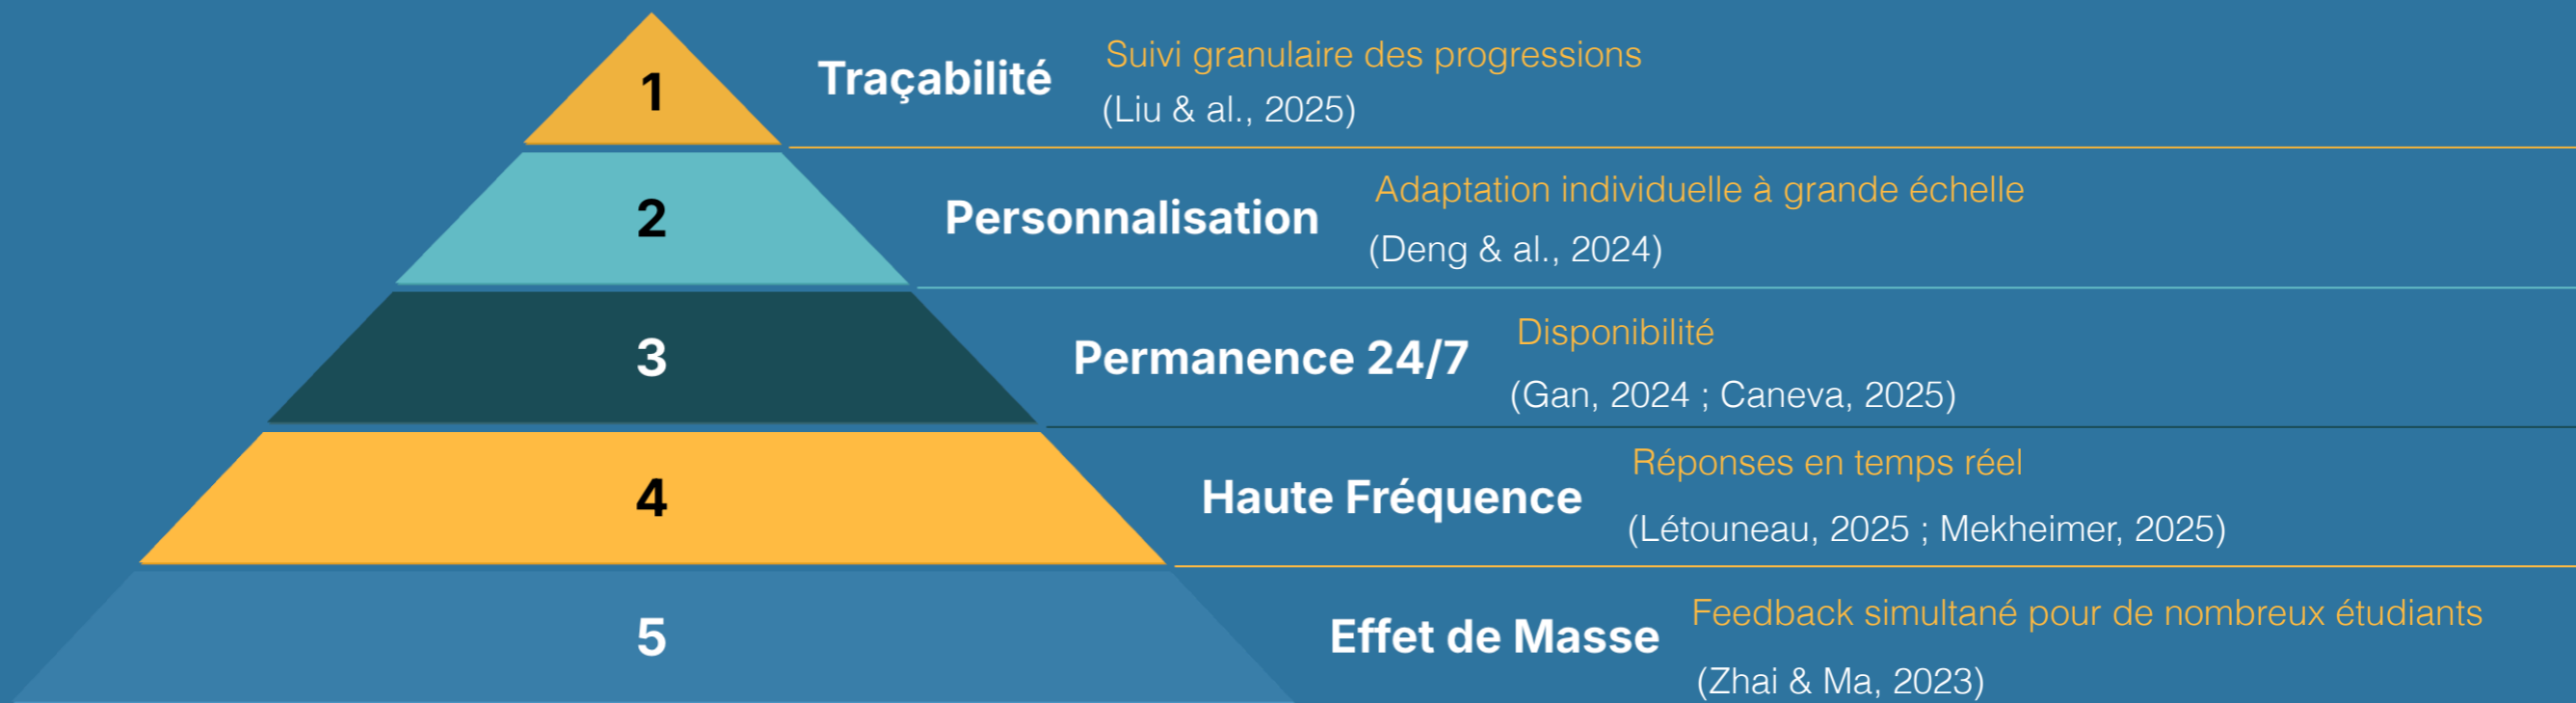 1
Traçabilité
Suivi granulaire des progressions
(Liu & al., 2025)
2
Personnalisation
Adaptation individuelle à grande échelle
(Deng & al., 2024)
3
Permanence 24/7
Disponibilité
(Gan, 2024 ; Caneva, 2025)
4
Haute Fréquence
Réponses en temps réel
(Létouneau, 2025 ; Mekheimer, 2025)
5
Effet de Masse
Feedback simultané pour de nombreux étudiants
(Zhai & Ma, 2023)